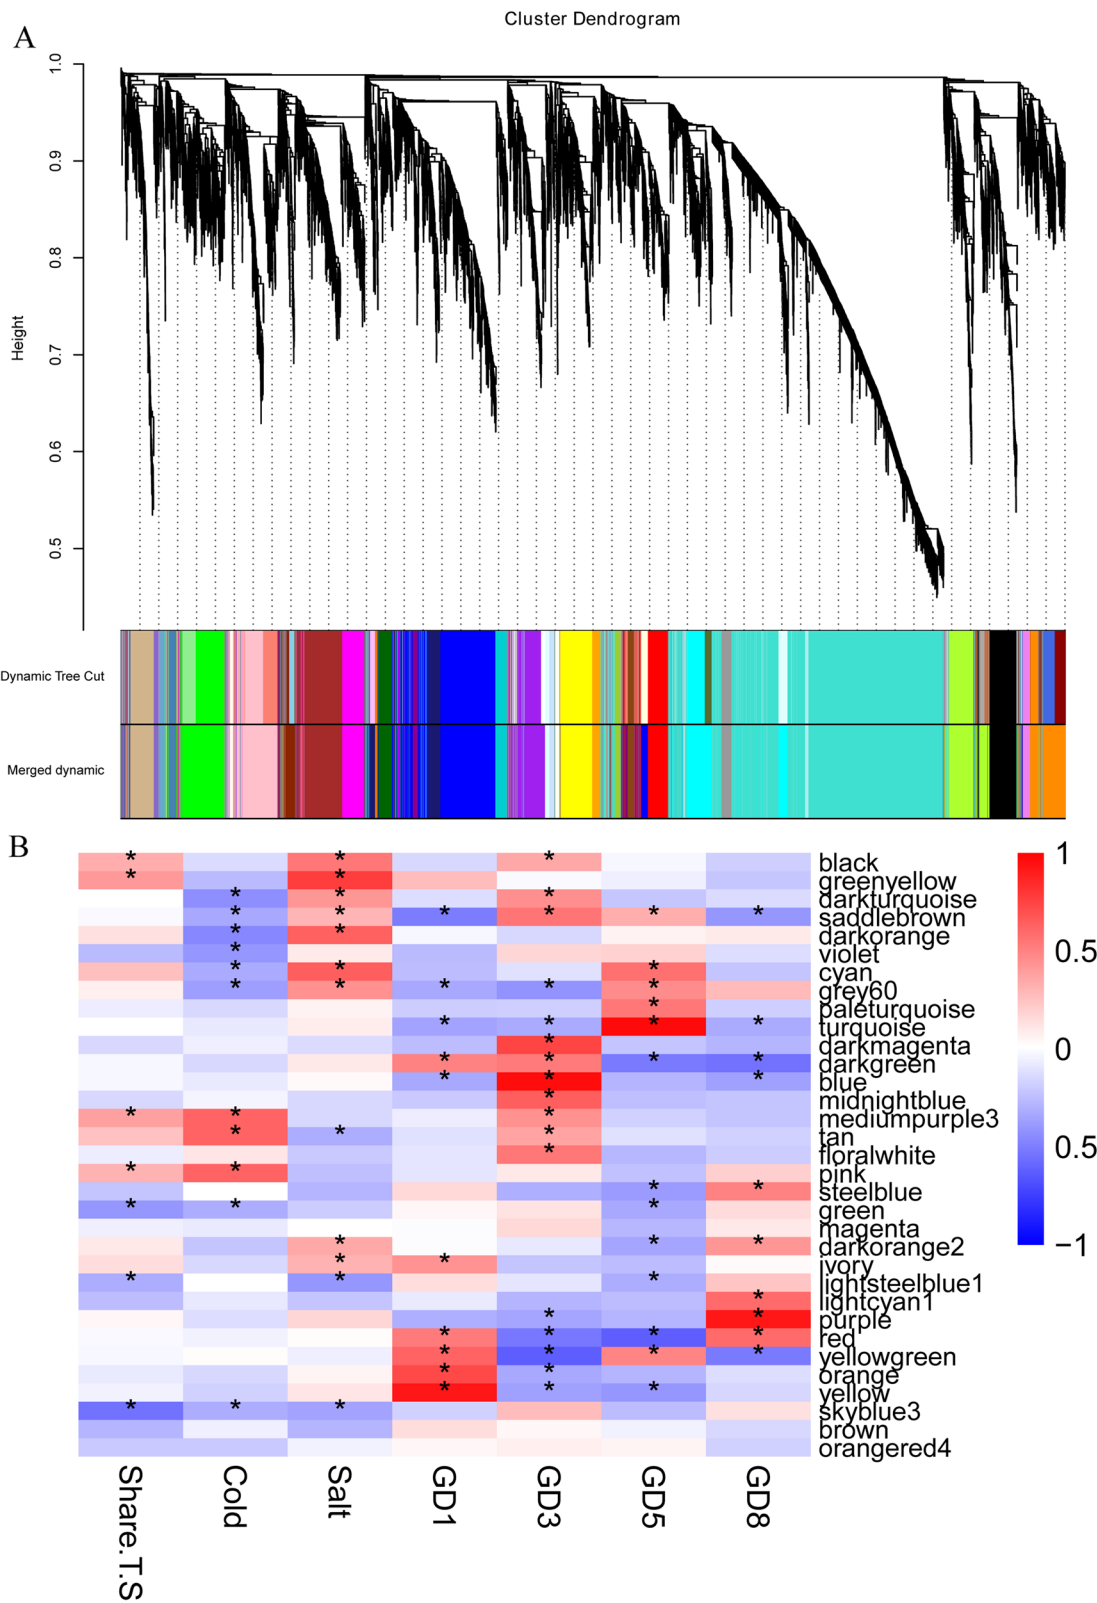 Cluster Dendrogram
A
1.0
0.9
0.8
0.7
0.6
0.5
Height
Dynamic Tree Cut
Merged dynamic
B
* * * black
* * greenyellow
* * * darkturquoise
* * * * * * saddlebrown
* * darkorange
* violet
* * * cyan
* * * * * grey60
* paleturquoise
* * * * turquoise
* darkmagenta
* * * * darkgreen
* * * blue
* midnightblue
* * * mediumpurple3
* * * tan
* floralwhite
* * pink
* * steelblue
* * * green
magenta
* * * darkorange2
* * ivory
* * * lightsteelblue1
* lightcyan1
* * purple
* * * * red
* * * * yellowgreen
* * orange
* * * yellow
* * * skyblue3
brown
orangered4
1
0.5
0
0.5
−1
Share.T.S
Cold
Salt
GD1
GD3
GD5
GD8